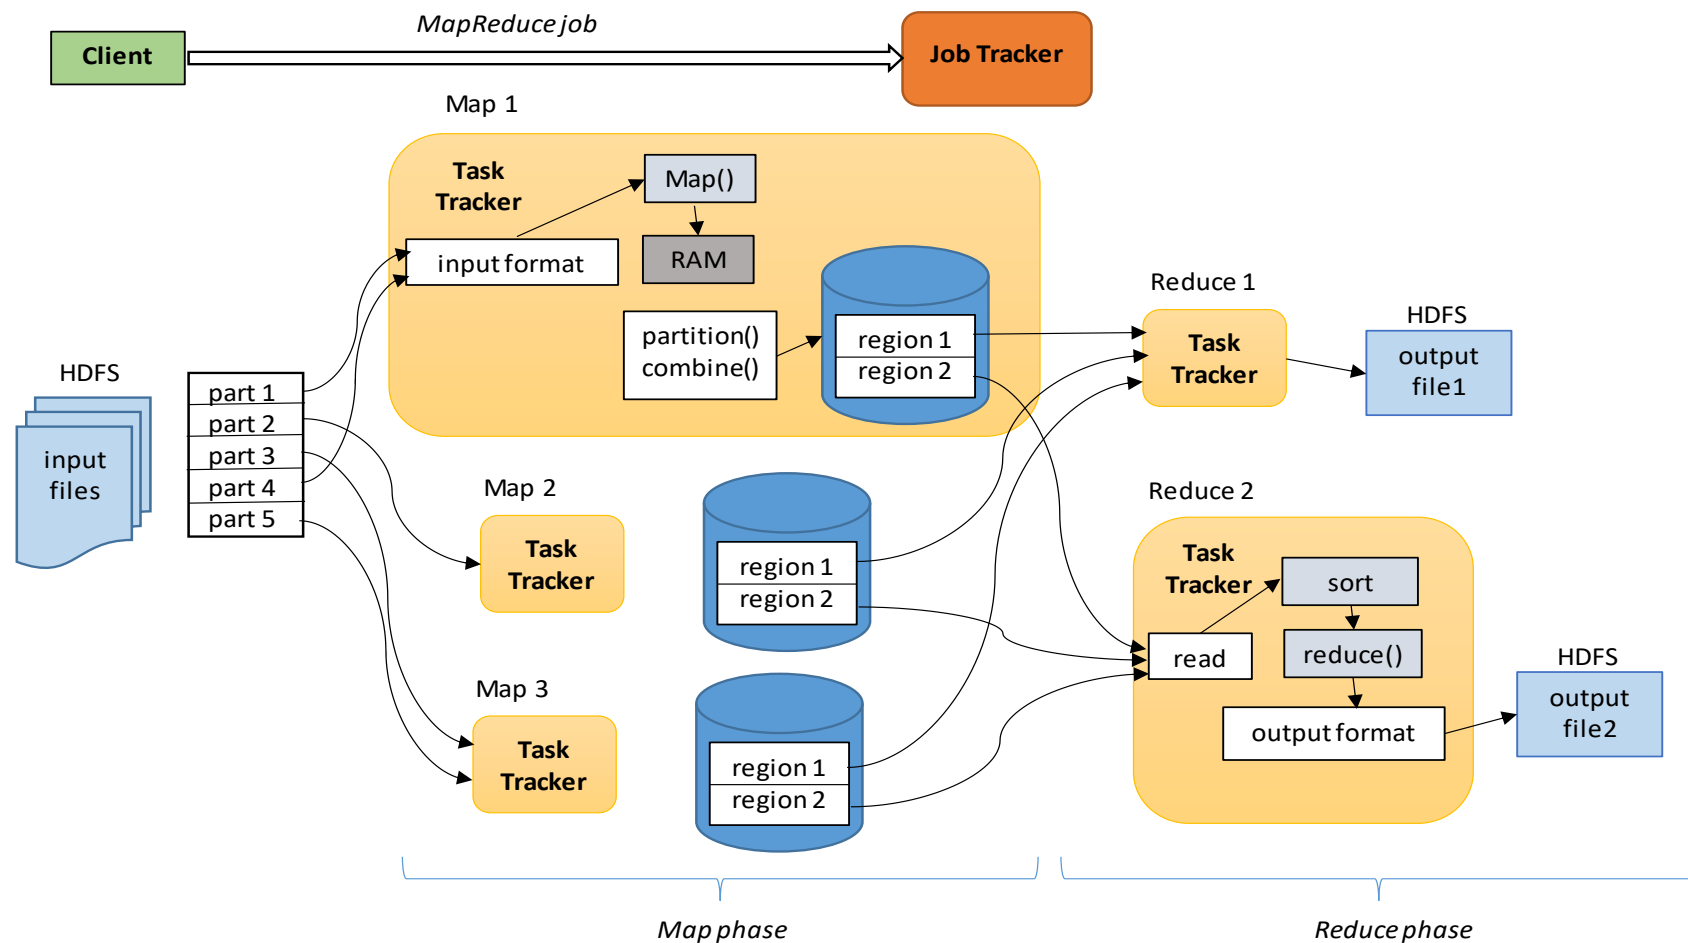 MapReduce job
Client
Job Tracker
Map 1
Task
Tracker
Map()
input format
RAM
partition()
combine()
region 1
region 2
HDFS
input
files
part 1
part 2
part 3
part 4
part 5
Map 2
Task
Tracker
region 1
region 2
Map 3
Task
Tracker
region 1
region 2
Reduce 1
Task
Tracker
HDFS
output
file1
Reduce 2
Task
Tracker
sort
read
reduce()
output format
HDFS
output
file2
Map phase
Reduce phase